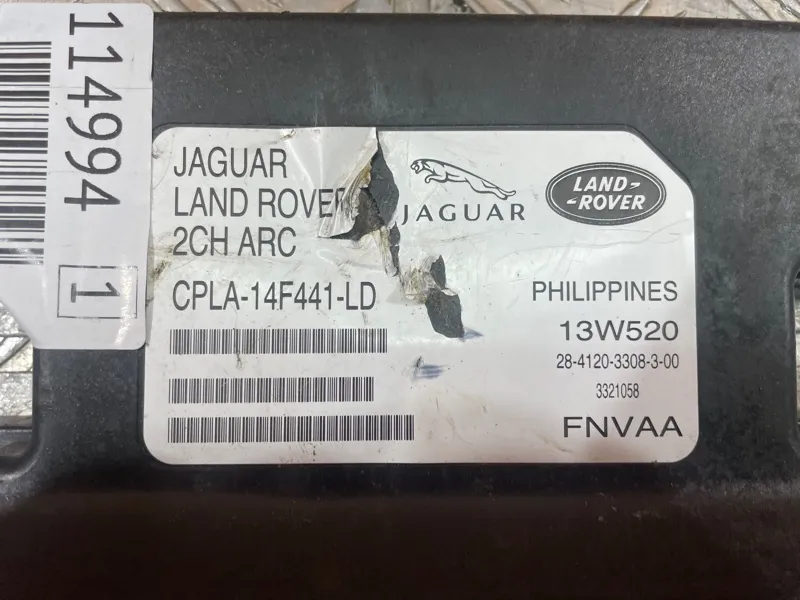 114994
1
JAGUAR
LAND ROVER
2CH ARC
CPLA-14F441-LD
JAGUAR
LAND-
-ROVER
PHILIPPINES
13W520
28-4120-3308-3-00
3321058
FNVAA